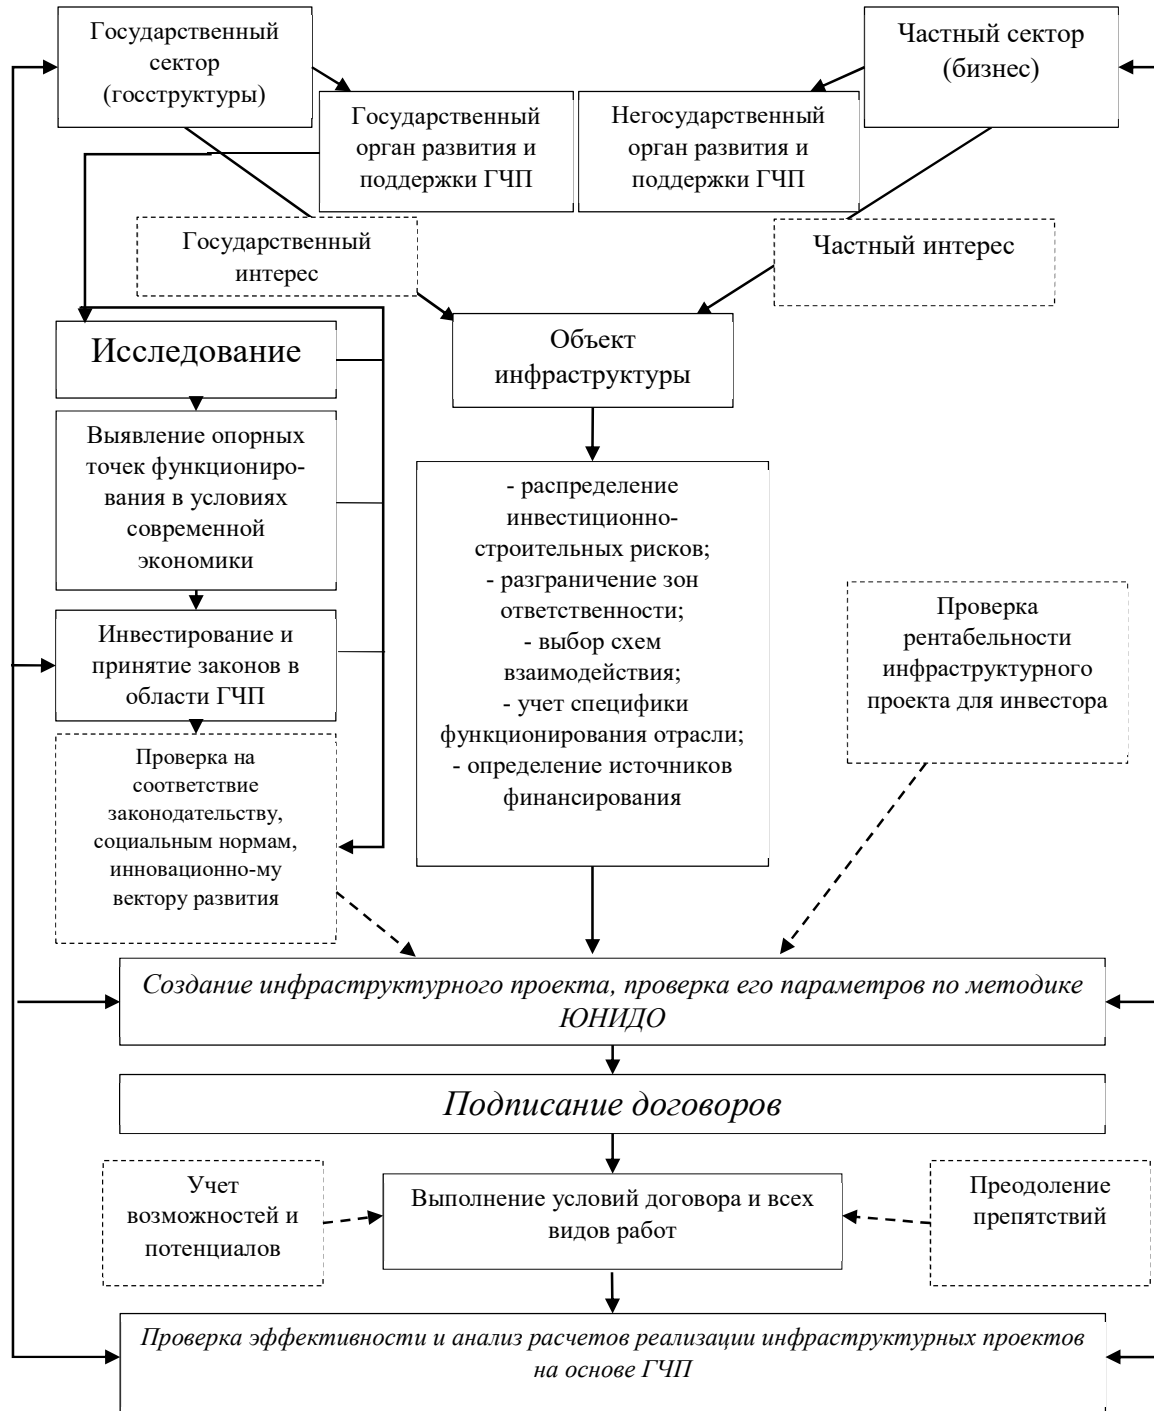 Государственный
сектор
(госструктуры)
Частный сектор
(бизнес)
Государственный
орган развития и
поддержки ГЧП
Негосударственный
орган развития и
поддержки ГЧП
Государственный
интерес
Частный интерес
Исследование
Объект
инфраструктуры
Выявление опорных
точек функциониро-
вания в условиях
современной
экономики
- распределение
инвестиционно-
строительных рисков;
- разграничение зон
ответственности;
- выбор схем
взаимодействия;
- учет специфики
функционирования отрасли;
- определение источников
финансирования
Инвестирование и
принятие законов в
области ГЧП
Проверка
рентабельности
инфраструктурного
проекта для инвестора
Проверка на
соответствие
законодательству,
социальным нормам,
инновационно-му
вектору развития
Создание инфраструктурного проекта, проверка его параметров по методике
ЮНИДО
Подписание договоров
Учет
возможностей и
потенциалов
Выполнение условий договора и всех
видов работ
Преодоление
препятствий
Проверка эффективности и анализ расчетов реализации инфраструктурных проектов
на основе ГЧП